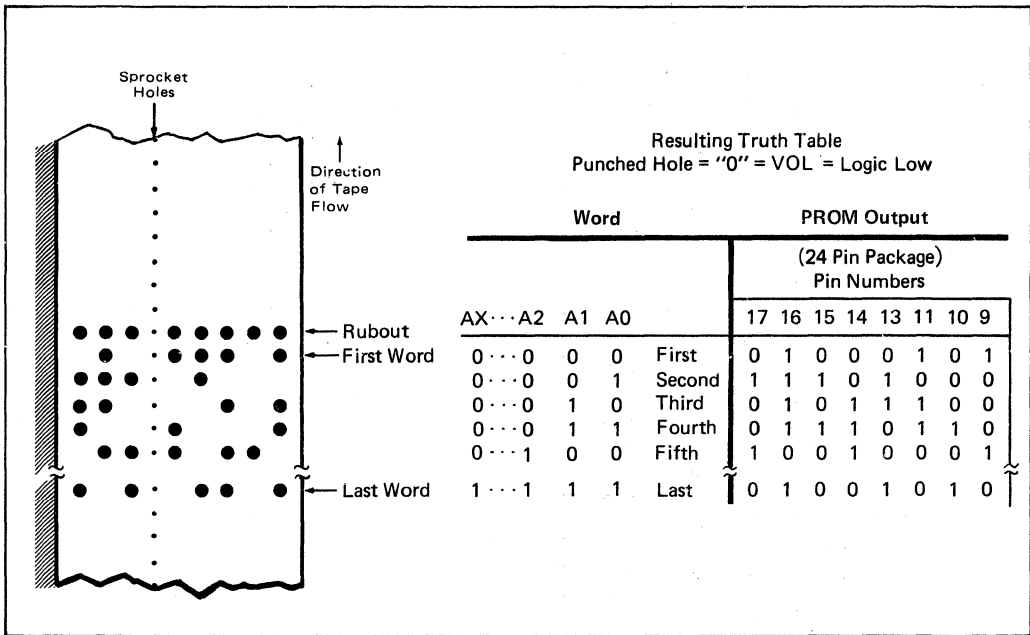 Sprocket
Holes
Direction
of Tape
Flow
Rubout
First Word
Last Word
Resulting Truth Table
Punched Hole = "0" = VOL = Logic Low
Word PROM Output
(24 Pin Package)
Pin Numbers
AX···A2 A1 A0 17 16 15 14 13 11 10 9
0···0 0 0 First 0 1 0 0 0 1 0 1
0···0 0 1 Second 1 1 1 0 1 0 0 0
0···0 1 0 Third 0 1 0 1 1 1 0 0
0···0 1 1 Fourth 0 1 1 1 0 1 1 0
0···1 0 0 Fifth 1 0 0 1 0 0 0 1
1···1 1 1 Last 0 1 0 0 1 0 1 0